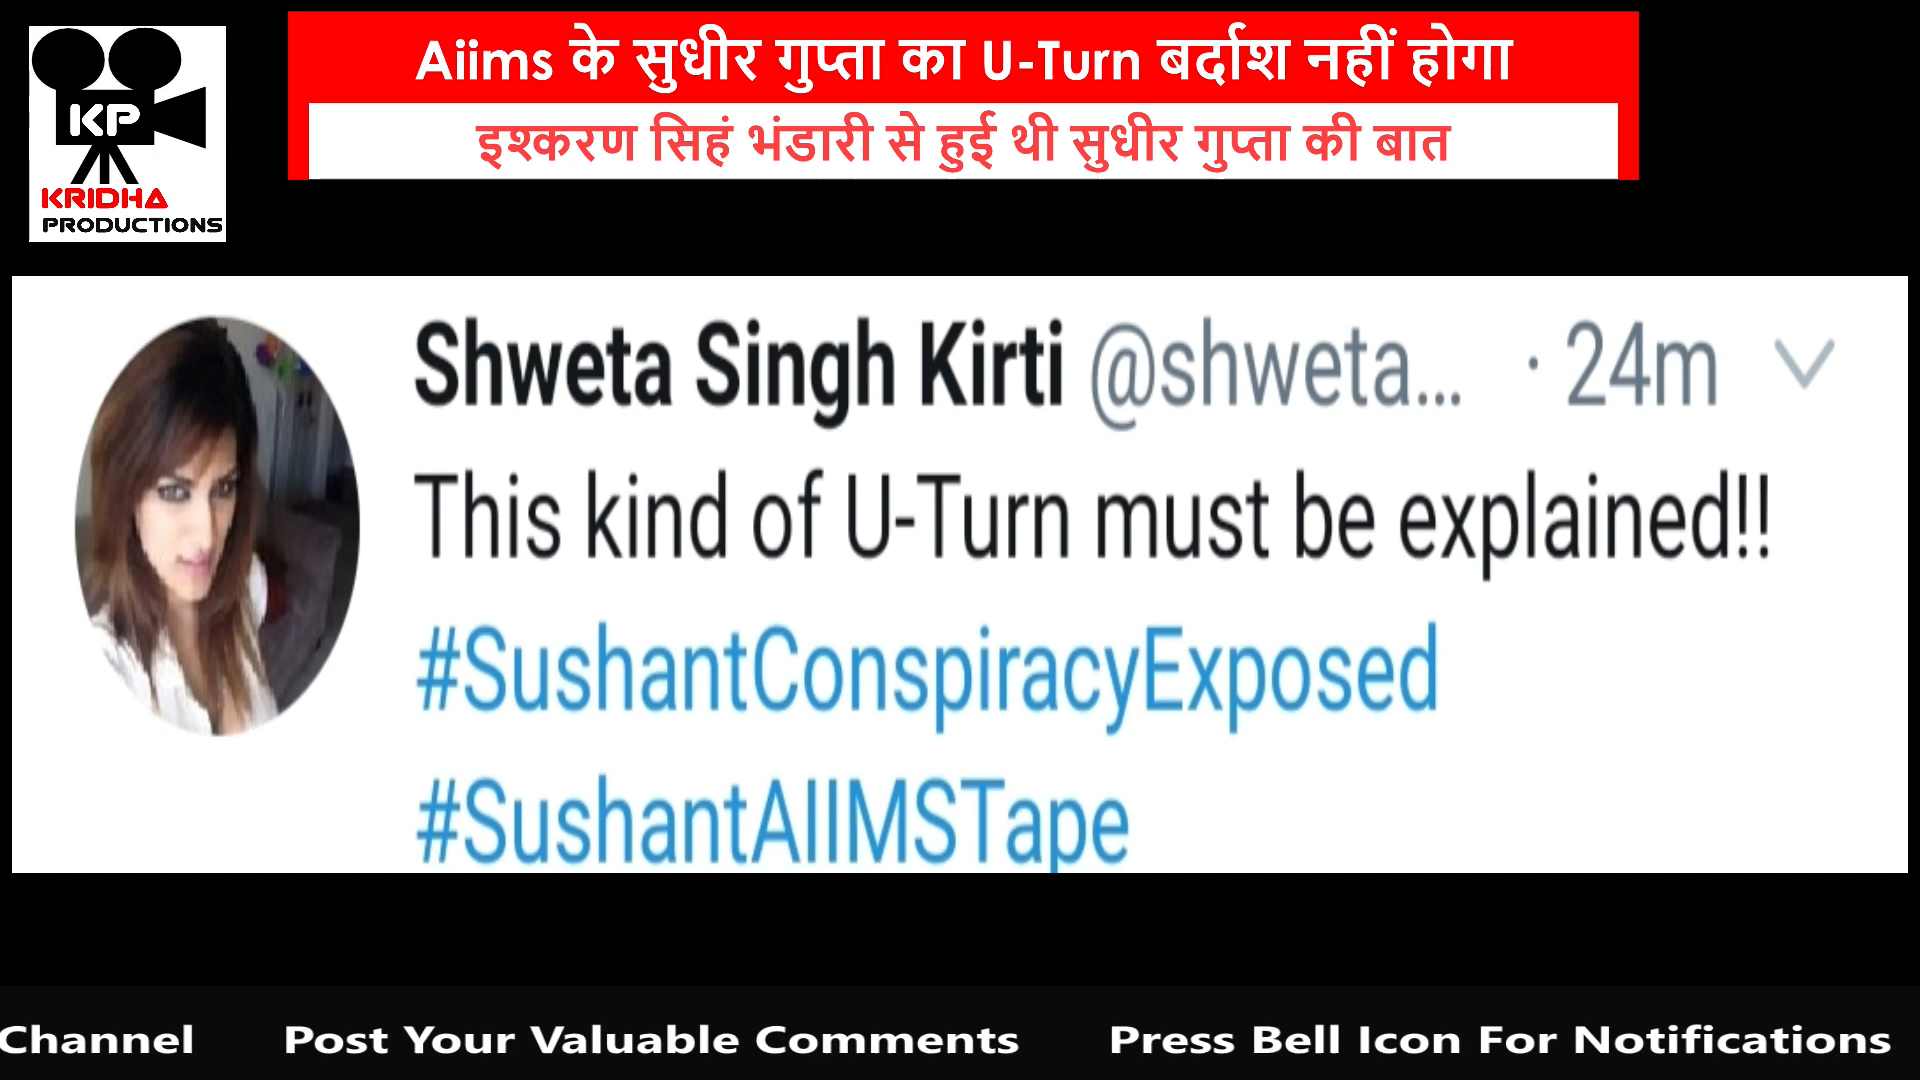 Aiims के सुधीर गुप्ता का U-Turn बर्दाश नहीं होगा
इश्करण सिहं भंडारी से हुई थी सुधीर गुप्ता की बात
KP
KRIDHA
PRODUCTIONS
Shweta Singh Kirti @shweta... · 24m
This kind of U-Turn must be explained!!
#SushantConspiracyExposed
#SushantAIIMSTape
Channel Post Your Valuable Comments Press Bell Icon For Notifications